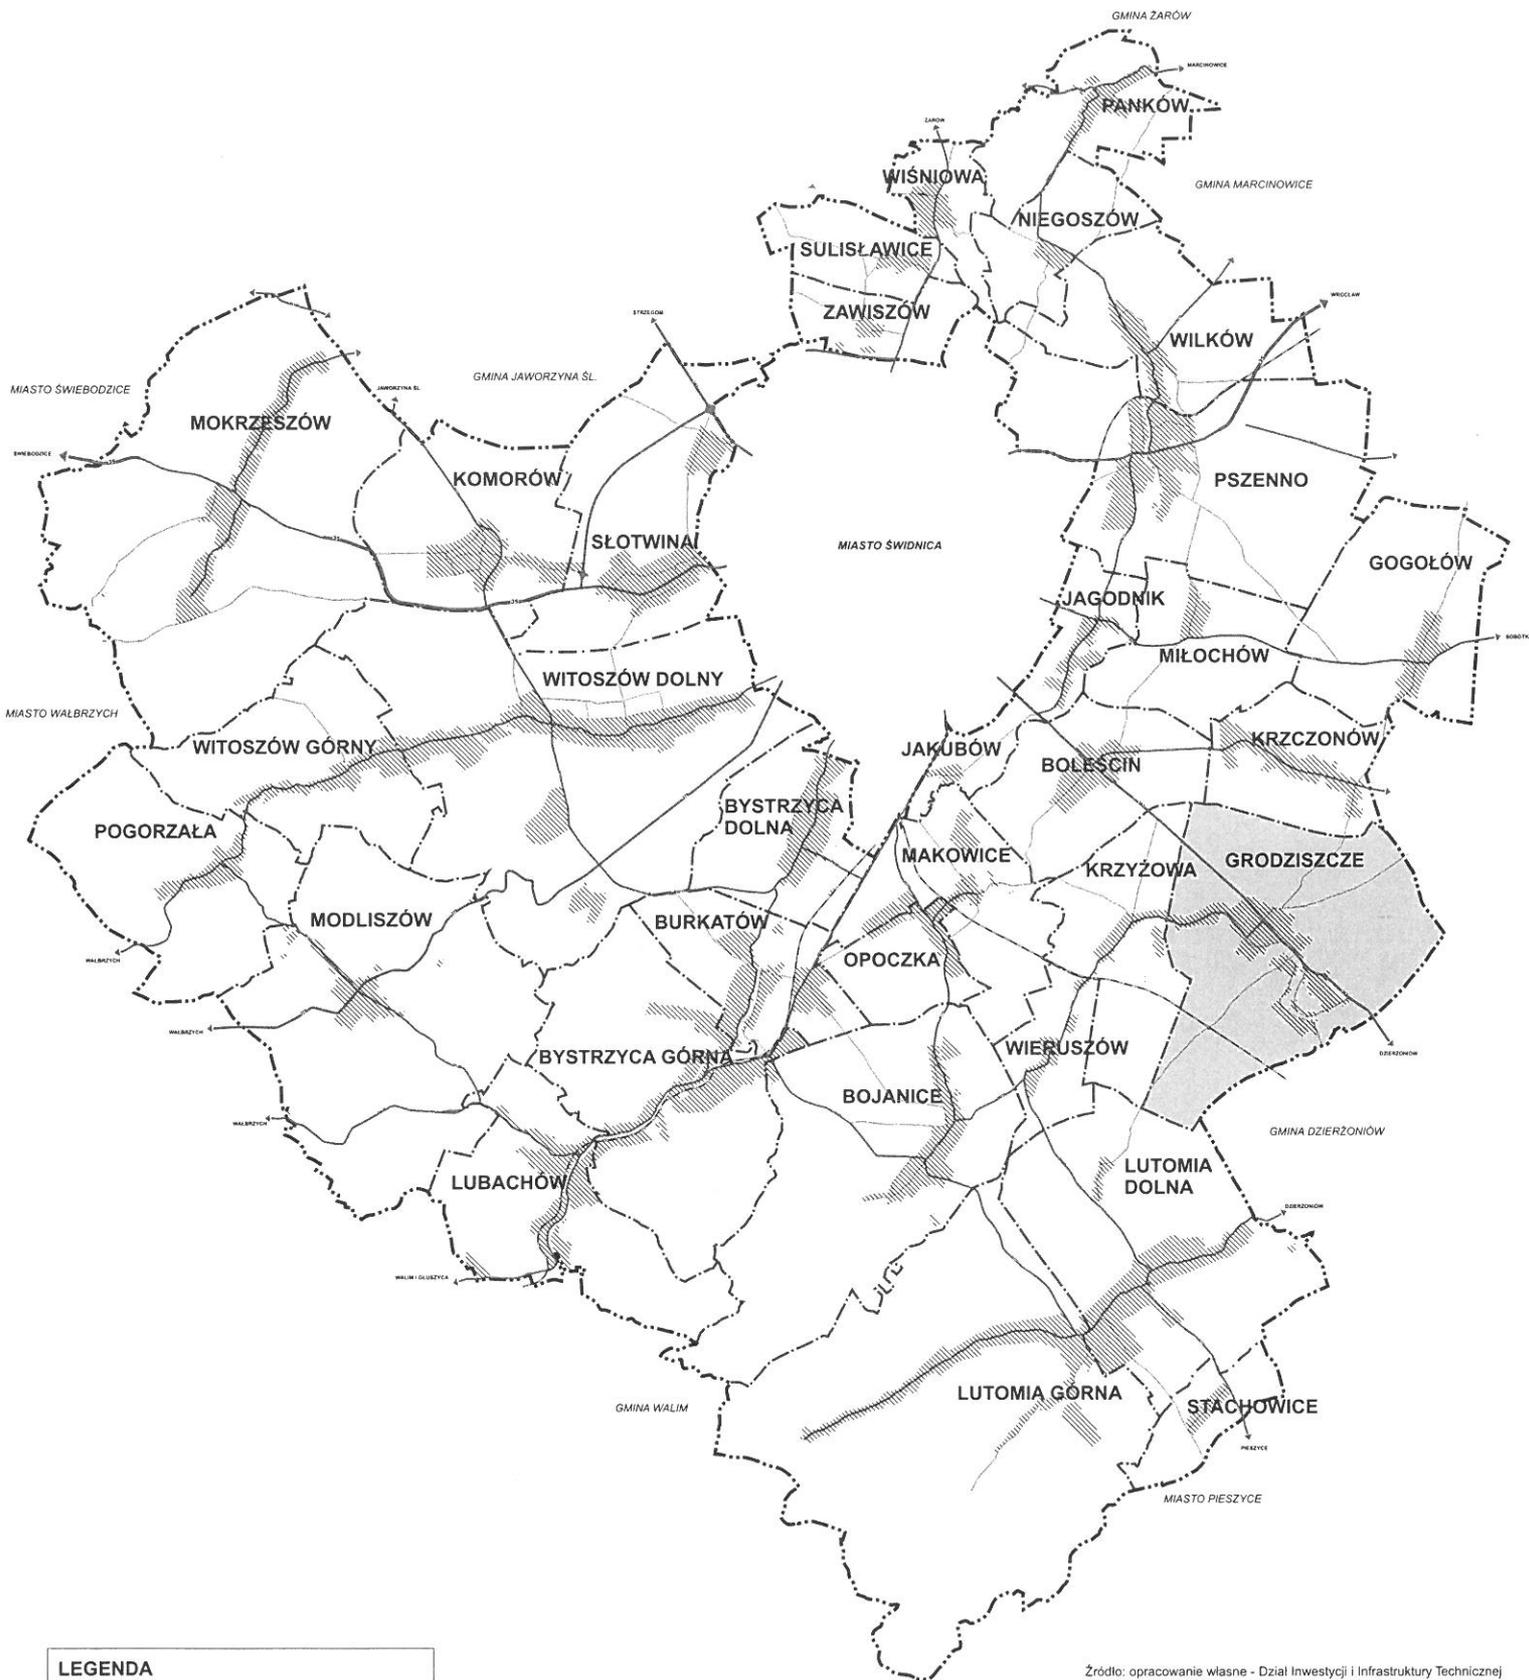 GMINA ŻARÓW
MARCINOWICE
PANKÓW
ŻARÓW
WIŚNIOWA
GMINA MARCINOWICE
NIEGOSZÓW
SULISŁAWICE
ZAWISZÓW
WROCŁAW
STRZEGOM
WILKÓW
GMINA JAWORZYNA ŚL.
MIASTO ŚWIEBODZICE
JAWORZYNA ŚL.
MOKRZESZÓW
ŚWIEBODZICE
KOMORÓW
PSZENNO
SŁOTWINA
MIASTO ŚWIDNICA
GOGOŁÓW
JAGODNIK
SOBÓTK
MIŁOCHÓW
WITOSZÓW DOLNY
MIASTO WAŁBRZYCH
WITOSZÓW GÓRNY
JAKUBÓW
KRZCZONÓW
BOLEŚCIN
BYSTRZYCA
DOLNA
POGORZAŁA
MAKOWICE
GRODZISZCZE
KRZYŻOWA
MODLISZÓW
BURKATÓW
OPOCZKA
WAŁBRZYCH
WAŁBRZYCH
BYSTRZYCA GÓRNA
WIERUSZÓW
DZIERŻONIÓW
BOJANICE
WAŁBRZYCH
GMINA DZIERŻONIÓW
LUBACHÓW
LUTOMIA
DOLNA
DZIERŻONIÓW
WALIM I GŁUSZYCA
LUTOMIA GÓRNA
GMINA WALIM
STACHOWICE
PIESZYCE
MIASTO PIESZYCE
LEGENDA
Źródło: opracowanie własne - Dział Inwestycji i Infrastruktury Technicznej